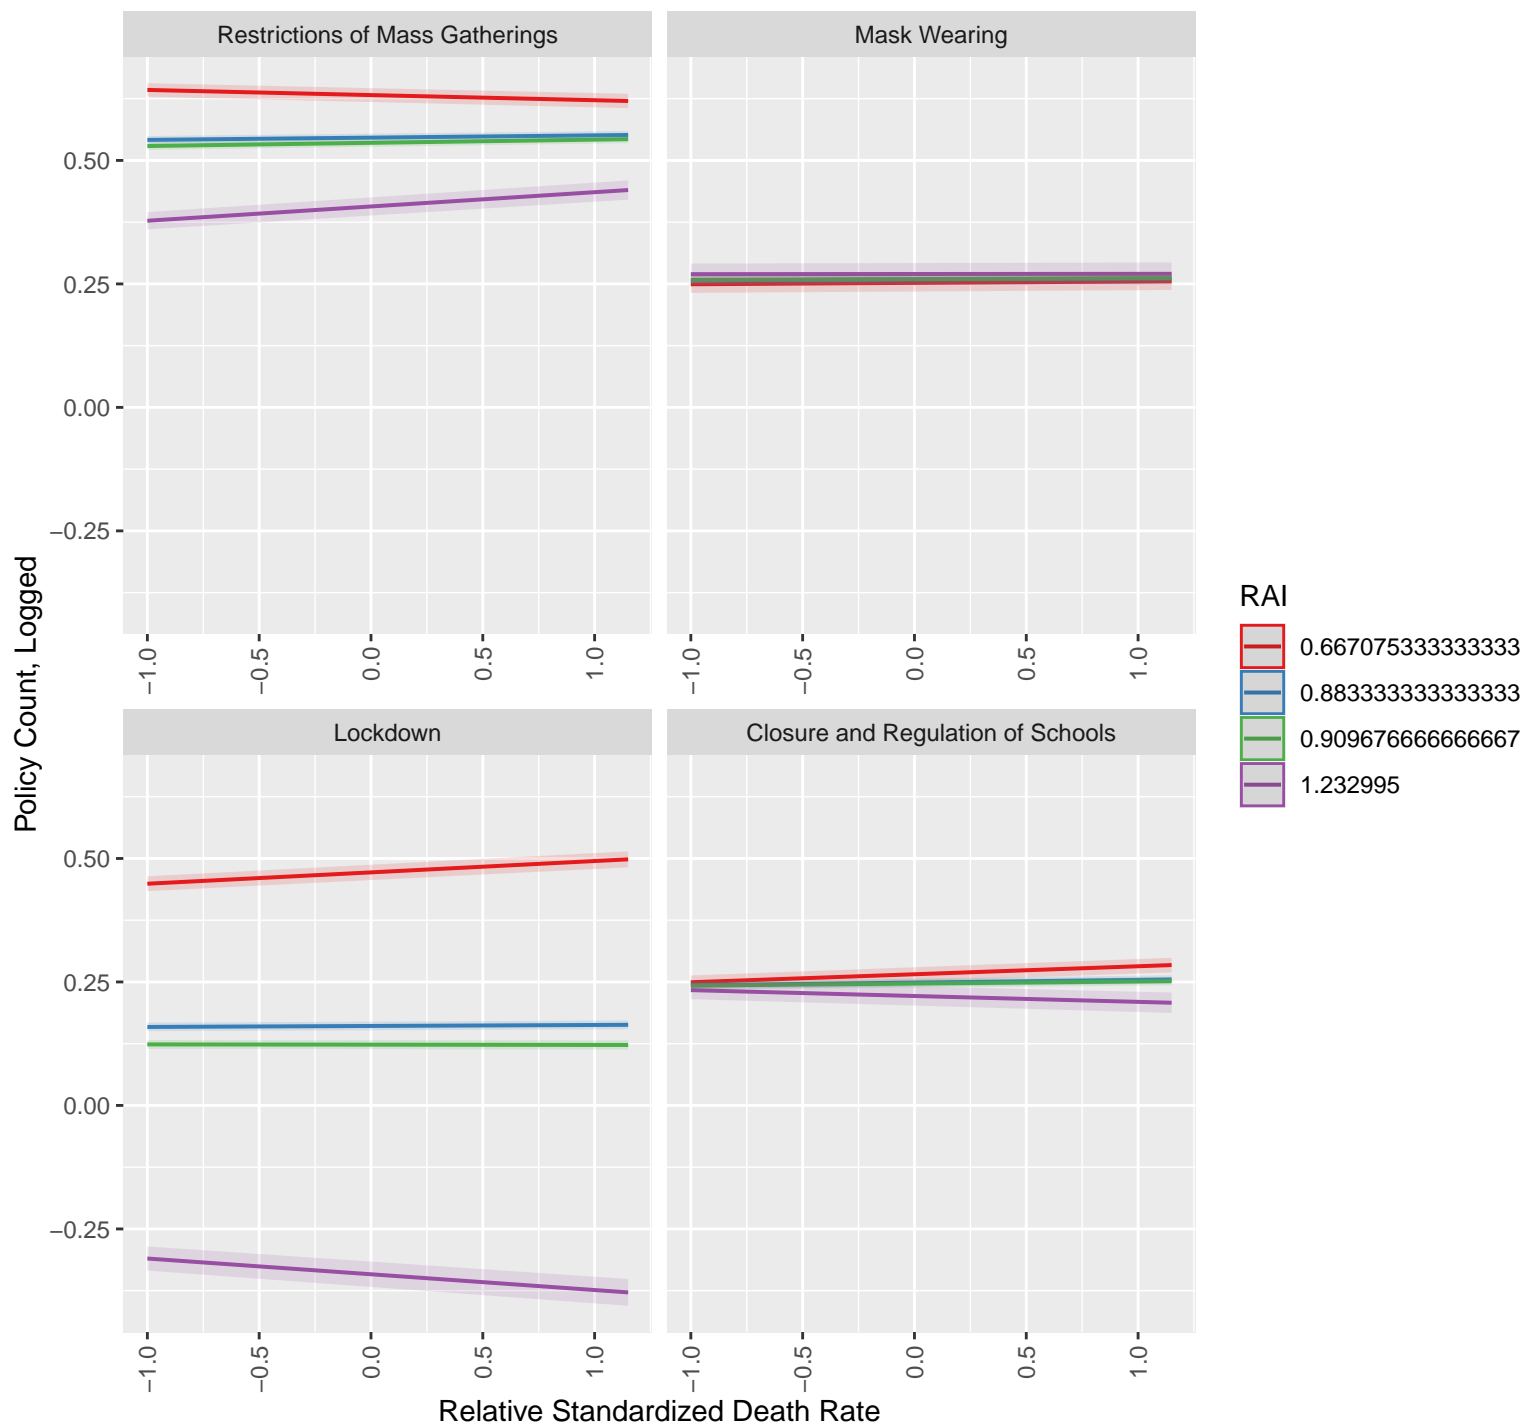 Restrictions of Mass Gatherings
Mask Wearing
0.50
0.25
0.00
−0.25
−1.0 −0.5 0.0 0.5 1.0
−1.0 −0.5 0.0 0.5 1.0
Policy Count, Logged
RAI
0.667075333333333
0.883333333333333
0.909676666666667
1.232995
Lockdown
Closure and Regulation of Schools
0.50
0.25
0.00
−0.25
−1.0 −0.5 0.0 0.5 1.0
−1.0 −0.5 0.0 0.5 1.0
Relative Standardized Death Rate